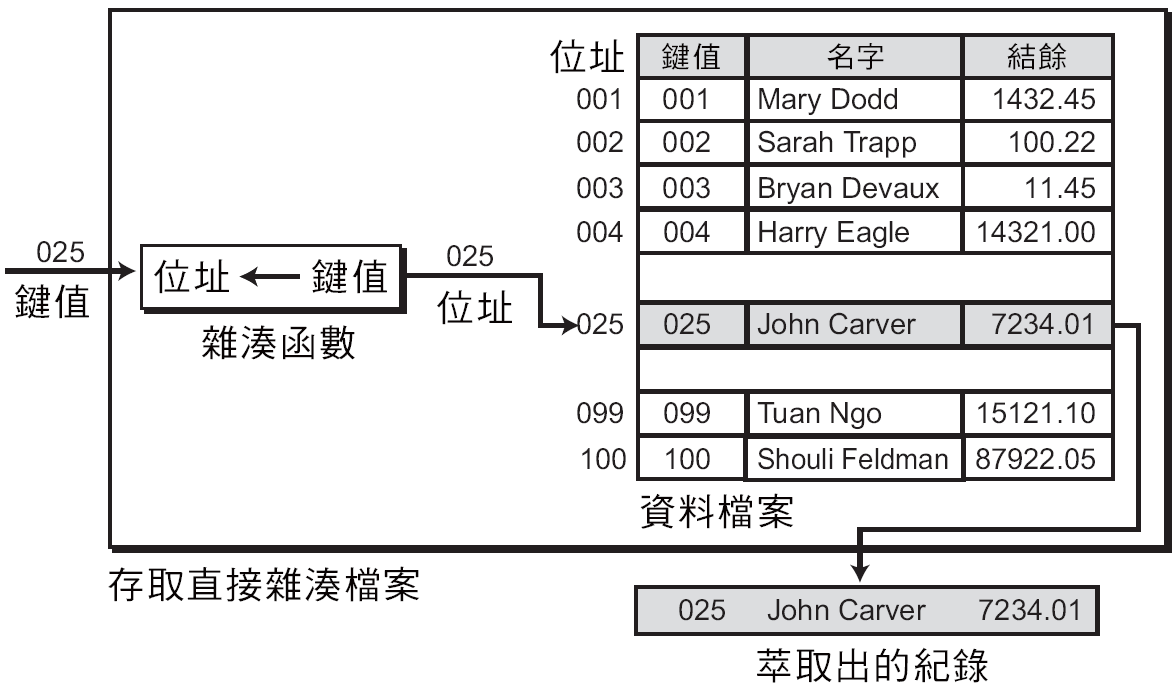 位址 鍵值 名字 結餘
001 001 Mary Dodd 1432.45
002 002 Sarah Trapp 100.22
003 003 Bryan Devaux 11.45
004 004 Harry Eagle 14321.00
025 025
鍵值 位址 鍵值 位址
雜湊函數
025 025 John Carver 7234.01
099 099 Tuan Ngo 15121.10
100 100 Shouli Feldman 87922.05
資料檔案
存取直接雜湊檔案
025 John Carver 7234.01
萃取出的紀錄